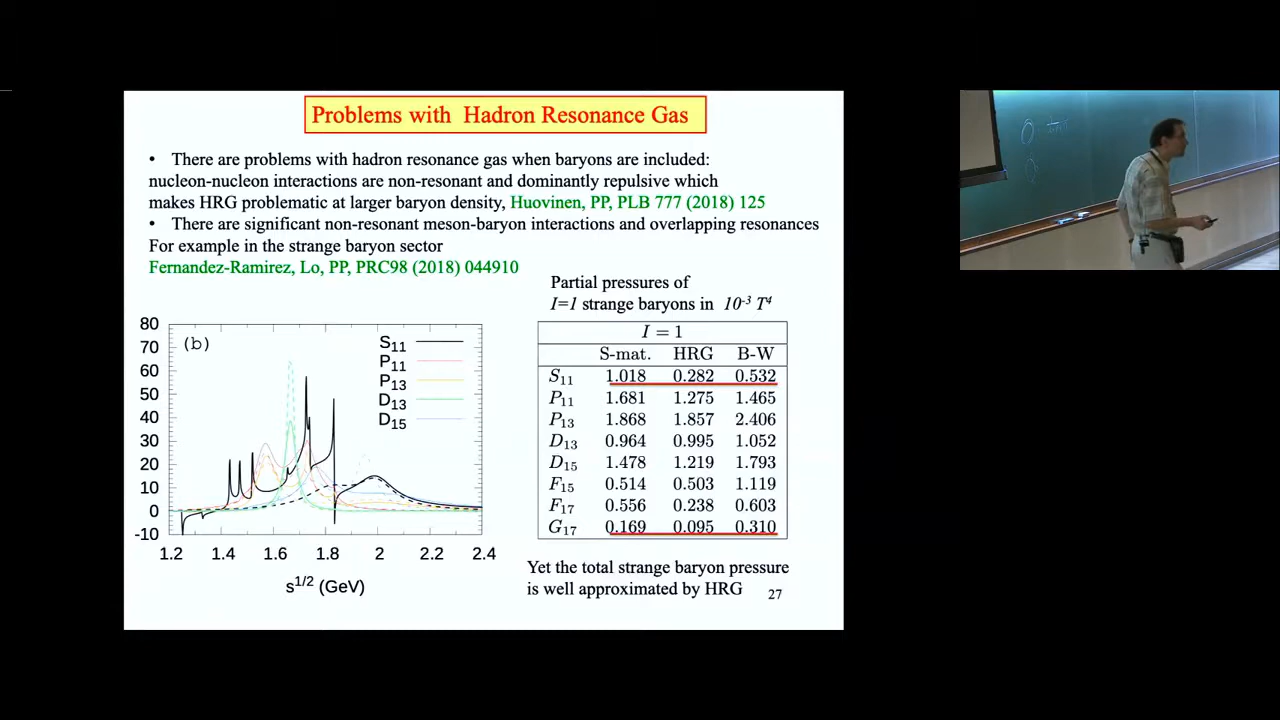 Problems with Hadron Resonance Gas
• There are problems with hadron resonance gas when baryons are included:
nucleon-nucleon interactions are non-resonant and dominantly repulsive which
makes HRG problematic at larger baryon density, Huovinen, PP, PLB 777 (2018) 125
• There are significant non-resonant meson-baryon interactions and overlapping resonances
For example in the strange baryon sector
Fernandez-Ramirez, Lo, PP, PRC98 (2018) 044910
80
70
60
50
40
30
20
10
0
-10
(b)
S11
P11
P13
D13
D15
1.2 1.4 1.6 1.8 2 2.2 2.4
s^1/2 (GeV)
Partial pressures of
I=1 strange baryons in 10^-3 T^4
I = 1
S-mat. HRG B-W
S11 1.018 0.282 0.532
P11 1.681 1.275 1.465
P13 1.868 1.857 2.406
D13 0.964 0.995 1.052
D15 1.478 1.219 1.793
F15 0.514 0.503 1.119
F17 0.556 0.238 0.603
G17 0.169 0.095 0.310
Yet the total strange baryon pressure
is well approximated by HRG
27